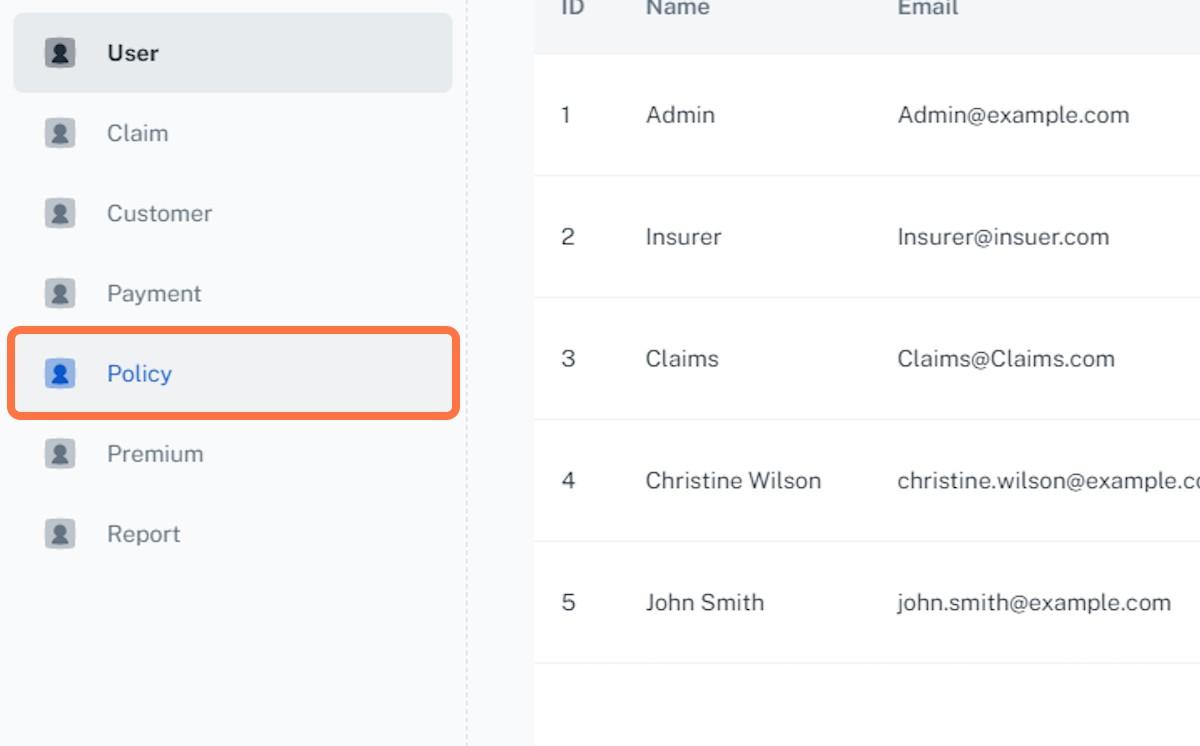 User
Claim
Customer
Payment
Policy
Premium
Report
ID Name Email
1 Admin Admin@example.com
2 Insurer Insurer@insuer.com
3 Claims Claims@Claims.com
4 Christine Wilson christine.wilson@example.c
5 John Smith john.smith@example.com